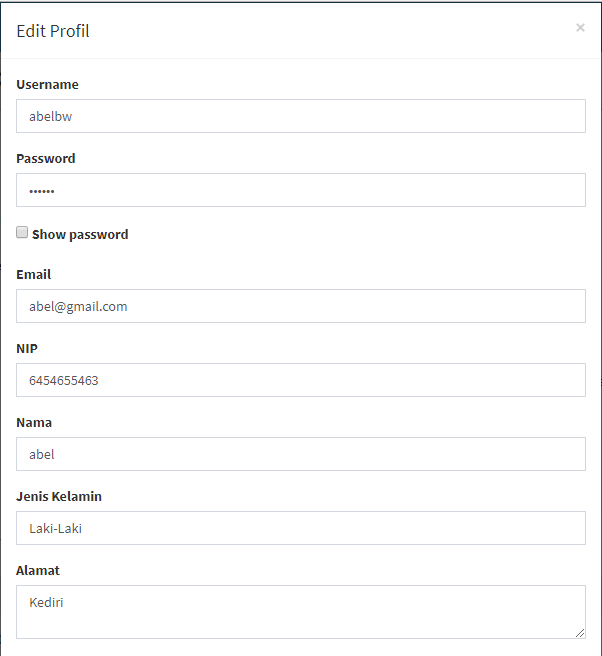 Edit Profil
×
Username
abelbw
Password
••••••
Show password
Email
abel@gmail.com
NIP
6454655463
Nama
abel
Jenis Kelamin
Laki-Laki
Alamat
Kediri